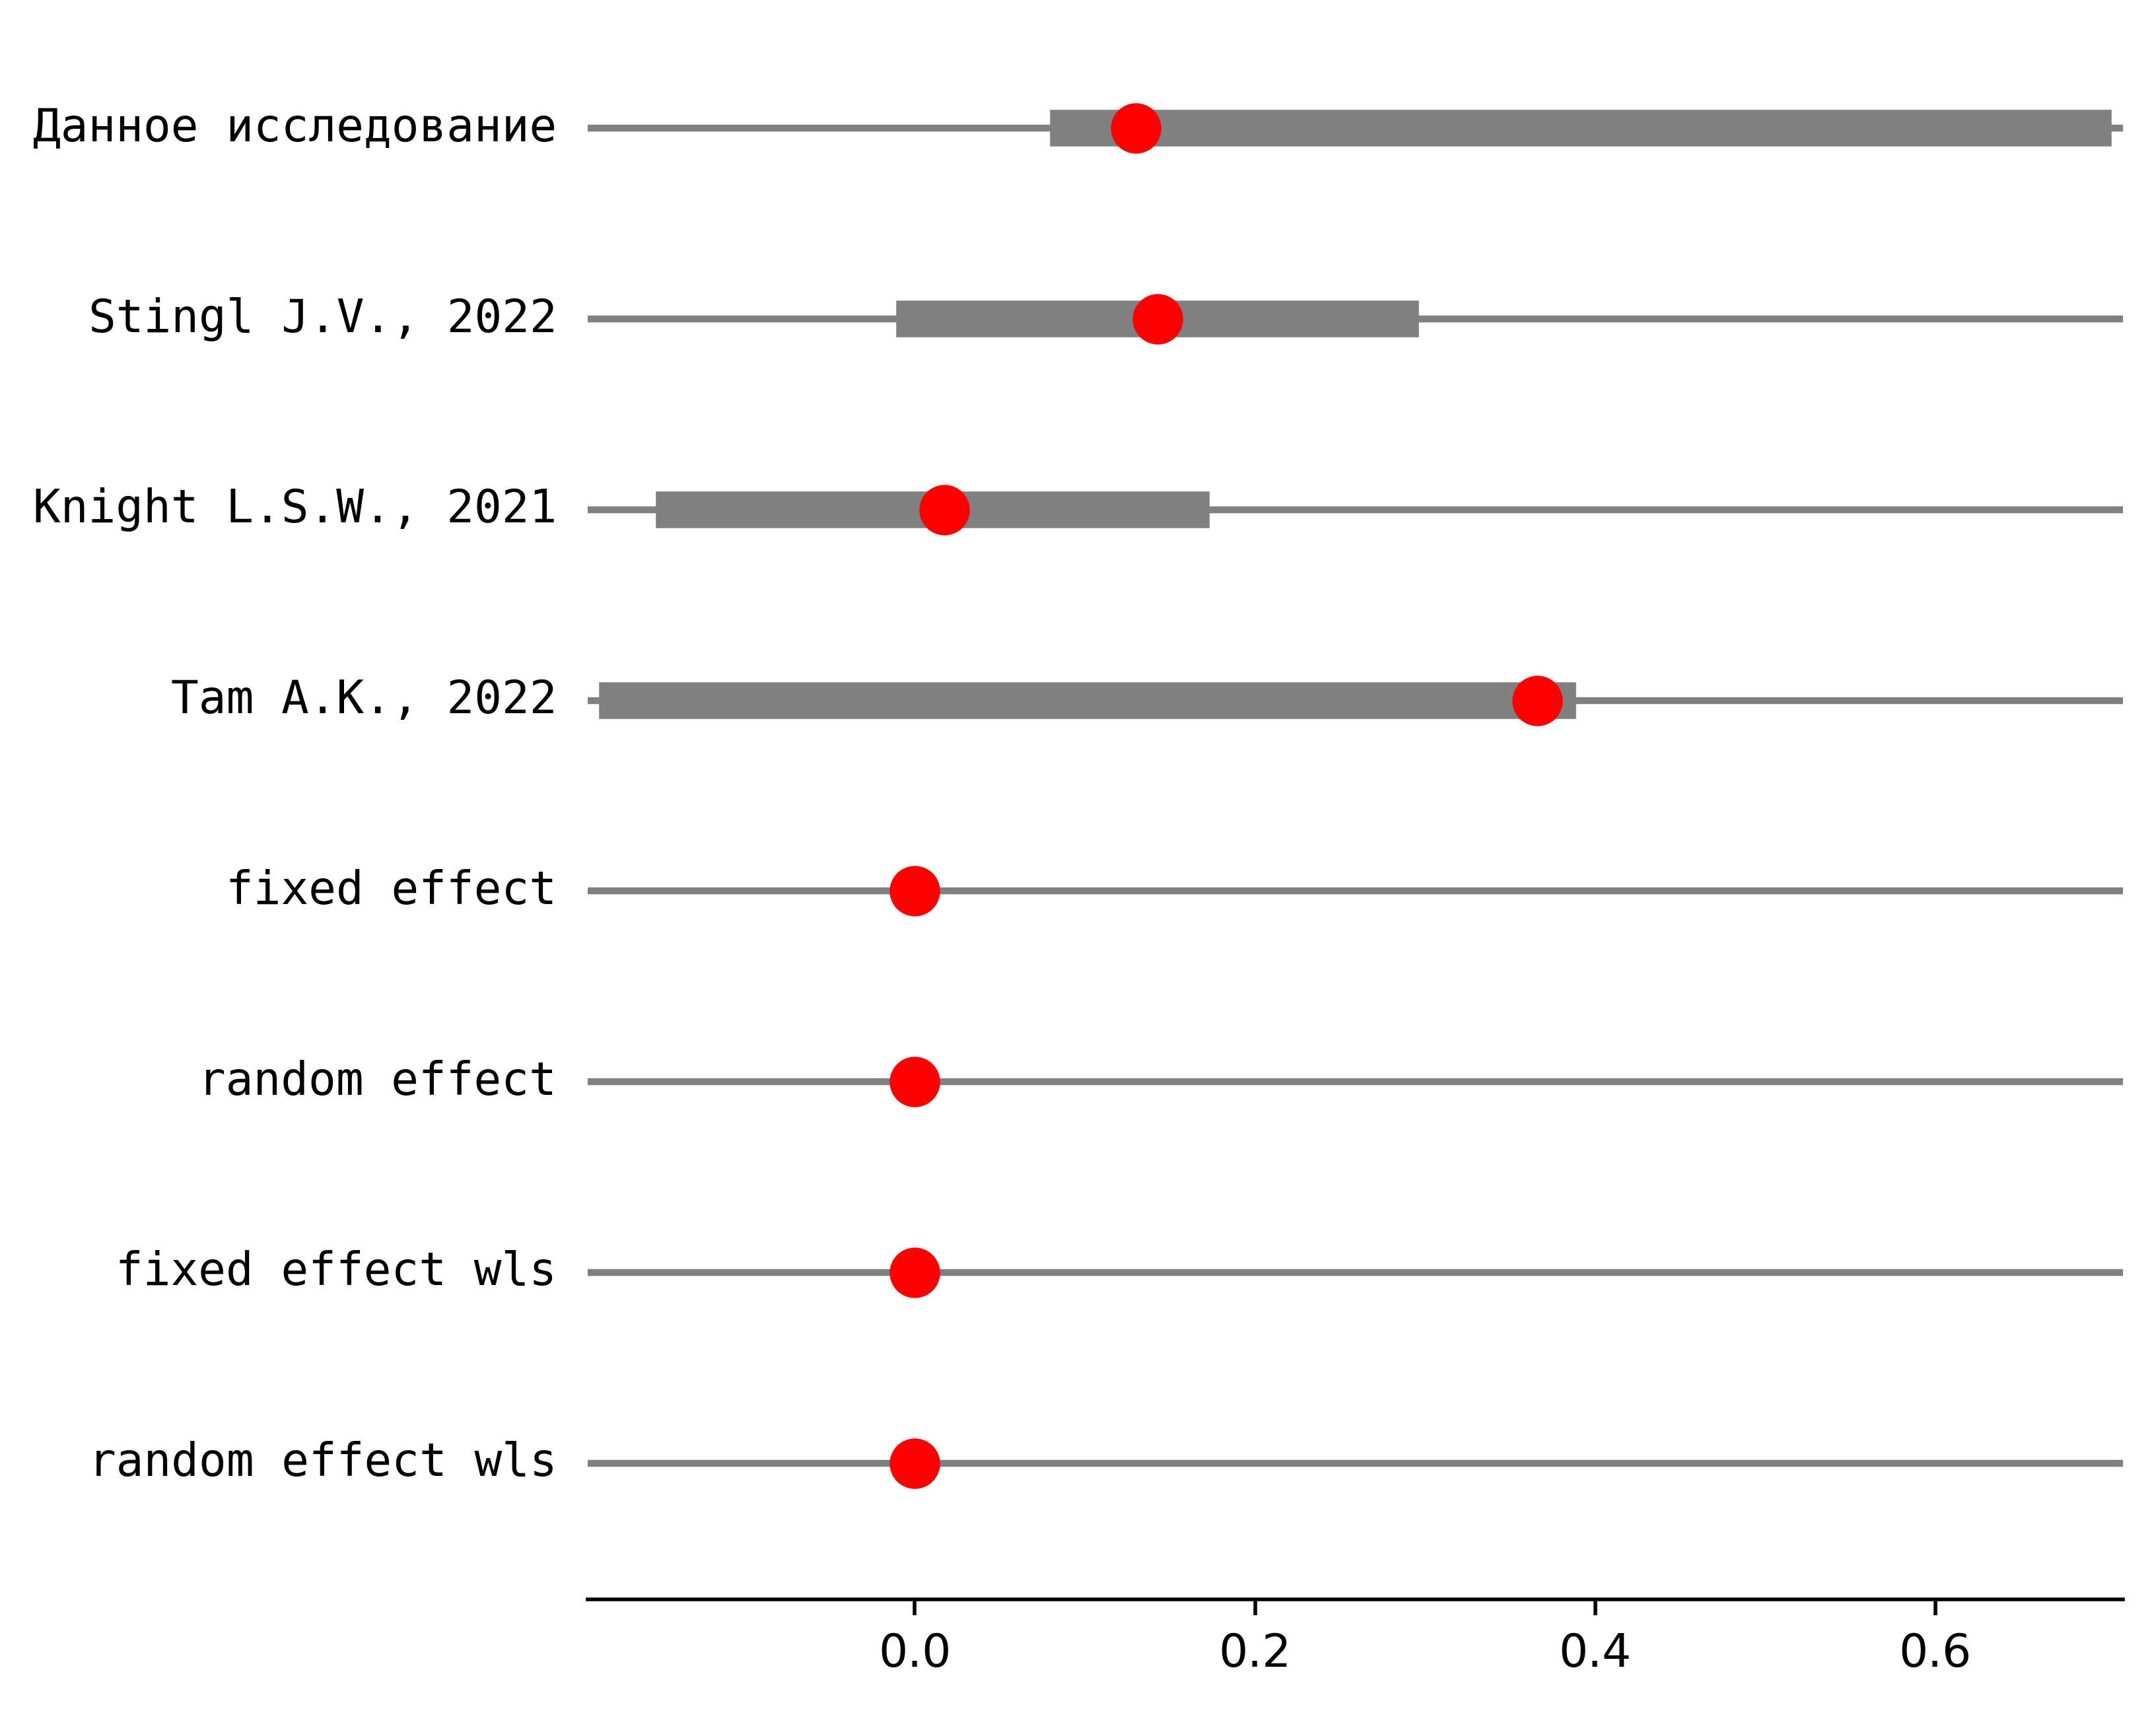 Данное исследование
Stingl J.V., 2022
Knight L.S.W., 2021
Tam A.K., 2022
fixed effect
random effect
fixed effect wls
random effect wls
0.0 0.2 0.4 0.6